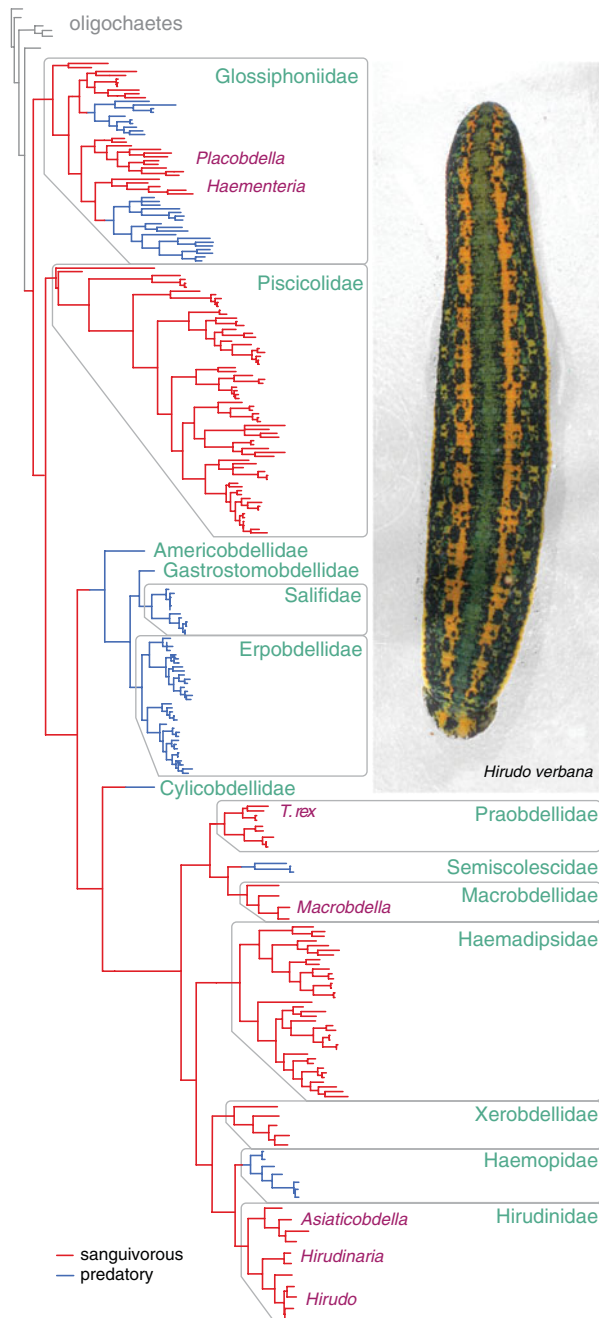 oligochaetes
Glossiphoniidae
Placobdella
Haementeria
Piscicolidae
Americobdellidae
Gastrostomobdellidae
Salifidae
Erpobdellidae
Hirudo verbana
Cylicobdellidae
T. rex
Praobdellidae
Semiscolescidae
Macrobdellidae
Macrobdella
Haemadipsidae
Xerobdellidae
Haemopidae
Hirudinidae
Asiaticobdella
Hirudinaria
Hirudo
sanguivorous
predatory